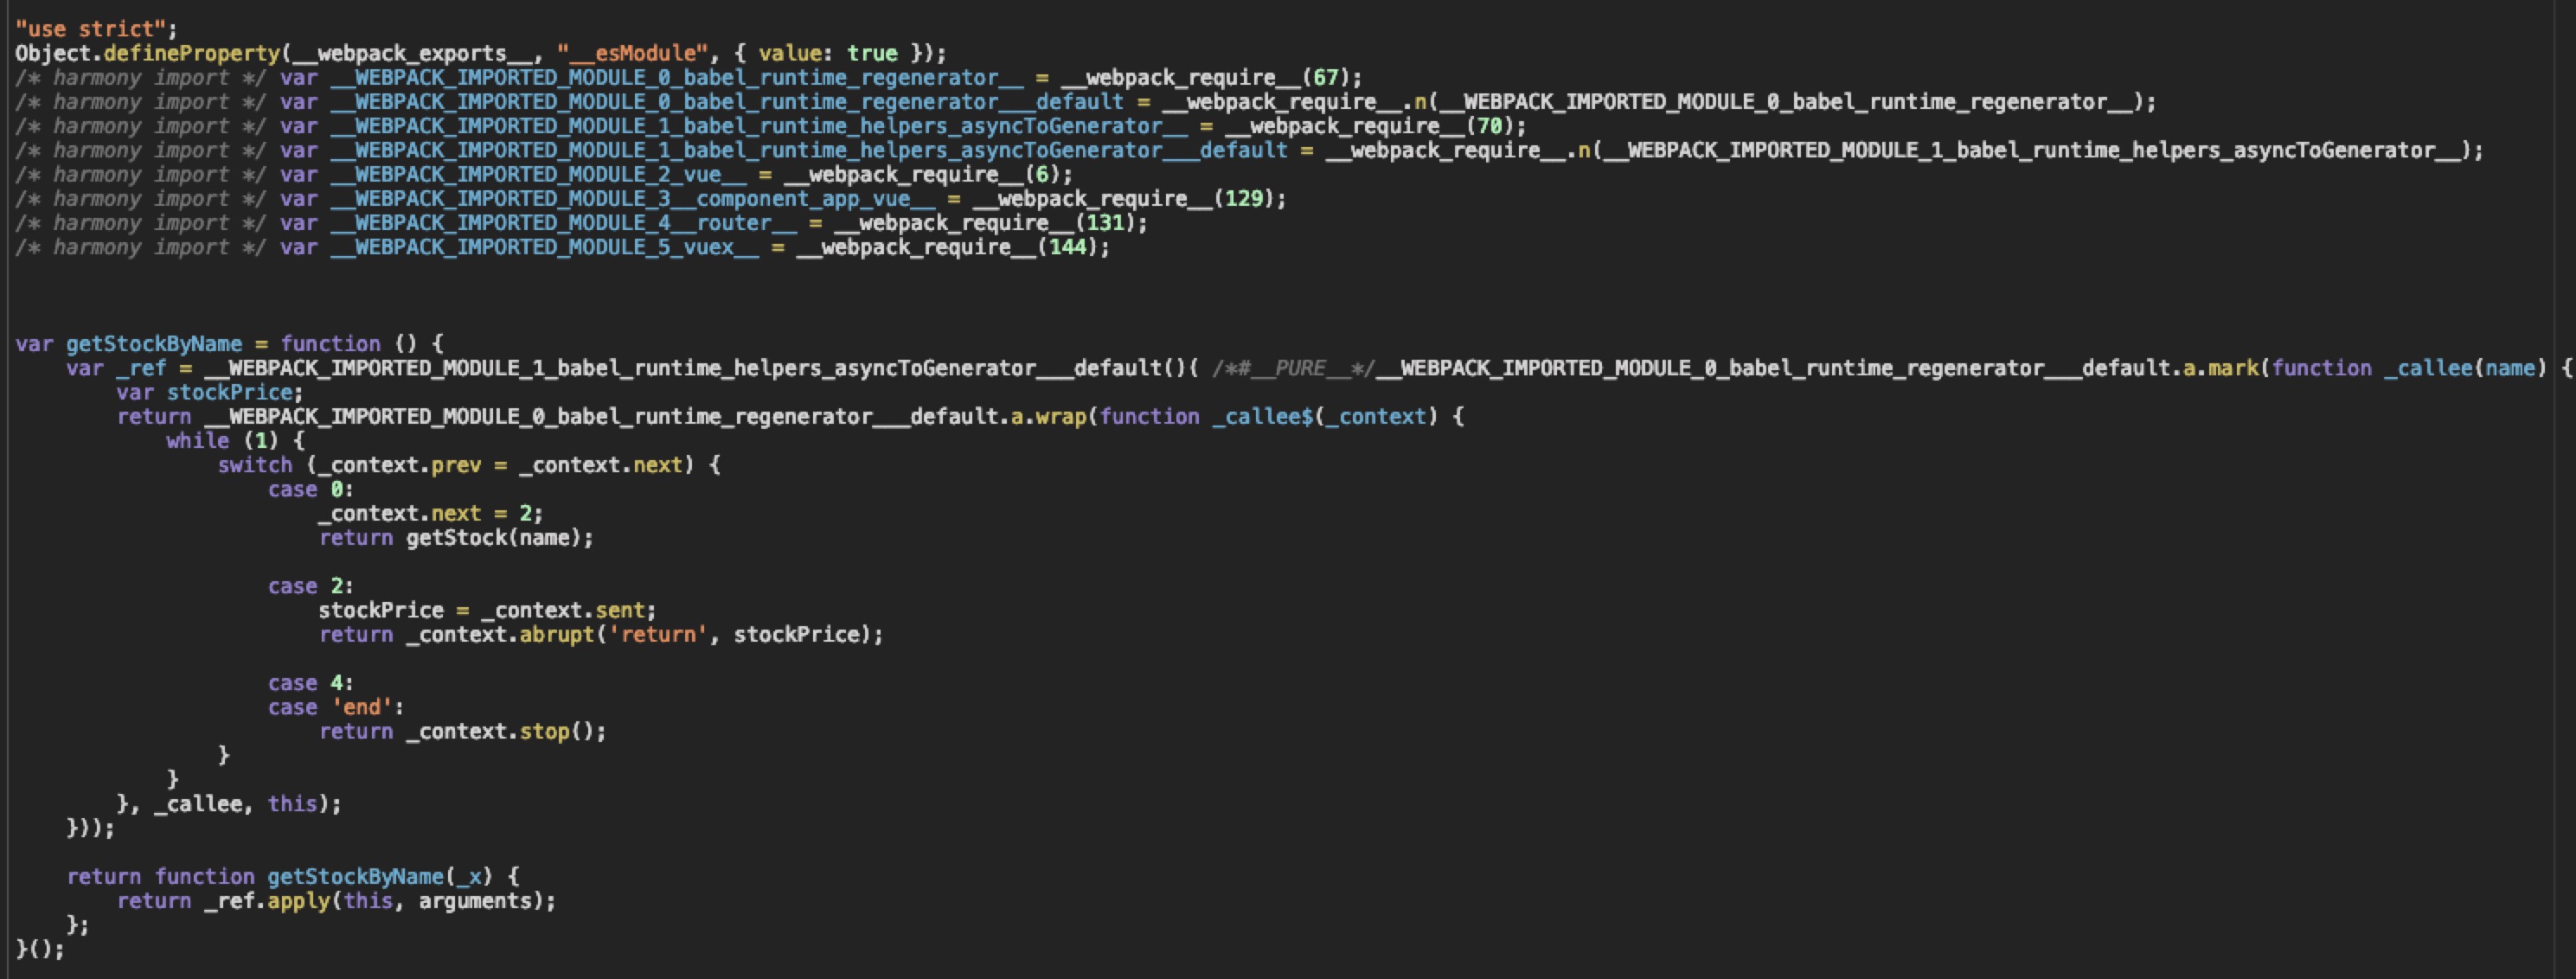 "use strict";
Object.defineProperty(__webpack_exports__, "__esModule", { value: true });
/* harmony import */ var __WEBPACK_IMPORTED_MODULE_0_babel_runtime_regenerator__ = __webpack_require__(67);
/* harmony import */ var __WEBPACK_IMPORTED_MODULE_0_babel_runtime_regenerator___default = __webpack_require__.n(__WEBPACK_IMPORTED_MODULE_0_babel_runtime_regenerator__);
/* harmony import */ var __WEBPACK_IMPORTED_MODULE_1_babel_runtime_helpers_asyncToGenerator__ = __webpack_require__(70);
/* harmony import */ var __WEBPACK_IMPORTED_MODULE_1_babel_runtime_helpers_asyncToGenerator___default = __webpack_require__.n(__WEBPACK_IMPORTED_MODULE_1_babel_runtime_helpers_asyncToGenerator__);
/* harmony import */ var __WEBPACK_IMPORTED_MODULE_2_vue__ = __webpack_require__(6);
/* harmony import */ var __WEBPACK_IMPORTED_MODULE_3__component_app_vue__ = __webpack_require__(129);
/* harmony import */ var __WEBPACK_IMPORTED_MODULE_4__router__ = __webpack_require__(131);
/* harmony import */ var __WEBPACK_IMPORTED_MODULE_5_vuex__ = __webpack_require__(144);
var getStockByName = function () {
    var _ref = __WEBPACK_IMPORTED_MODULE_1_babel_runtime_helpers_asyncToGenerator___default()( /*#__PURE__*/__WEBPACK_IMPORTED_MODULE_0_babel_runtime_regenerator___default.a.mark(function _callee(name) {
        var stockPrice;
        return __WEBPACK_IMPORTED_MODULE_0_babel_runtime_regenerator___default.a.wrap(function _callee$(_context) {
            while (1) {
                switch (_context.prev = _context.next) {
                    case 0:
                        _context.next = 2;
                        return getStock(name);
                    case 2:
                        stockPrice = _context.sent;
                        return _context.abrupt('return', stockPrice);
                    case 4:
                    case 'end':
                        return _context.stop();
                }
            }
        }, _callee, this);
    }));
    return function getStockByName(_x) {
        return _ref.apply(this, arguments);
    };
}();